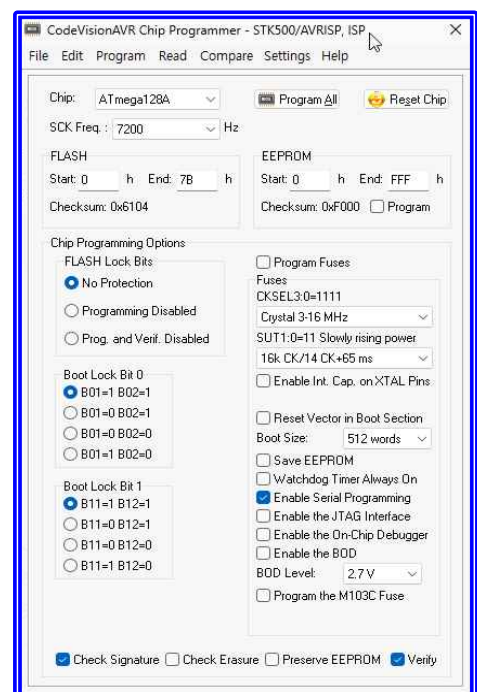 CodeVisionAVR Chip Programmer - STK500/AVRISP, ISP
File Edit Program Read Compare Settings Help
Chip: ATmega128A Program All Reset Chip
SCK Freq. : 7200 Hz
FLASH
Start: 0 h End: 7B h
Checksum: 0x6104
EEPROM
Start: 0 h End: FFF h
Checksum: 0xF000 Program
Chip Programming Options
FLASH Lock Bits
No Protection
Programming Disabled
Prog. and Verif. Disabled
Boot Lock Bit 0
B01=1 B02=1
B01=0 B02=1
B01=0 B02=0
B01=1 B02=0
Boot Lock Bit 1
B11=1 B12=1
B11=0 B12=1
B11=0 B12=0
B11=1 B12=0
Program Fuses
Fuses
CKSEL3:0=1111
Crystal 3-16 MHz
SUT1:0=11 Slowly rising power
16k CK/14 CK+65 ms
Enable Int. Cap. on XTAL Pins
Reset Vector in Boot Section
Boot Size: 512 words
Save EEPROM
Watchdog Timer Always On
Enable Serial Programming
Enable the JTAG Interface
Enable the On-Chip Debugger
Enable the BOD
BOD Level: 2.7 V
Program the M103C Fuse
Check Signature Check Erasure Preserve EEPROM Verify